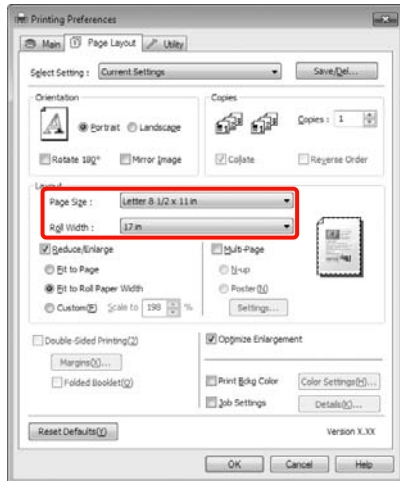 Printing Preferences
Main Page Layout Utility
Select Setting : Current Settings Save/Del...
Orientation Copies
Portrait Landscape Copies : 1
Rotate 180° Mirror Image Collate Reverse Order
Layout
Page Size : Letter 8 1/2 x 11 in
Roll Width : 17 in
Reduce/Enlarge Multi-Page
Fit to Page N-up
Fit to Roll Paper Width Poster(N)
Custom(F) Scale to 198 % Settings...
Double-Sided Printing(2) Optimize Enlargement
Margins(X)...
Folded Booklet(Q) Print Bckg Color Color Settings(H)...
Job Settings Details(K)...
Reset Defaults(Y) Version X.XX
OK Cancel Help